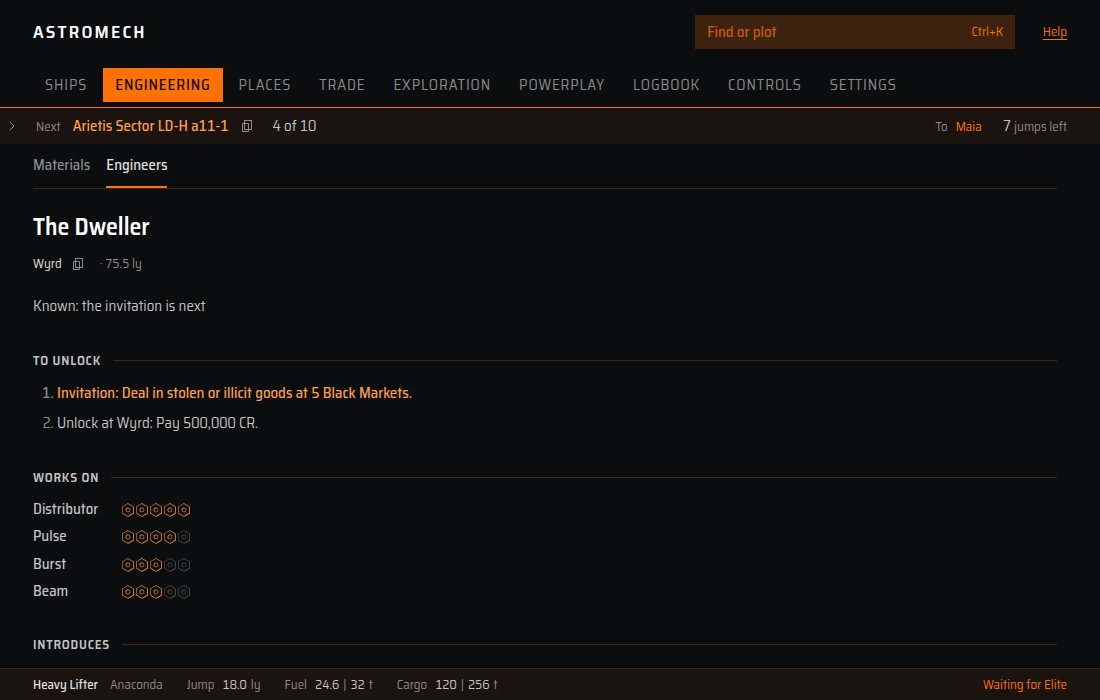 ASTROMECH
Find or plot Ctrl+K
Help
SHIPS ENGINEERING PLACES TRADE EXPLORATION POWERPLAY LOGBOOK CONTROLS SETTINGS
Next Arietis Sector LD-H a11-1 4 of 10 To Maia 7 jumps left
Materials Engineers
The Dweller
Wyrd · 75.5 ly
Known: the invitation is next
TO UNLOCK
1. Invitation: Deal in stolen or illicit goods at 5 Black Markets.
2. Unlock at Wyrd: Pay 500,000 CR.
WORKS ON
Distributor
Pulse
Burst
Beam
INTRODUCES
Heavy Lifter Anaconda Jump 18.0 ly Fuel 24.6 | 32 t Cargo 120 | 256 t Waiting for Elite